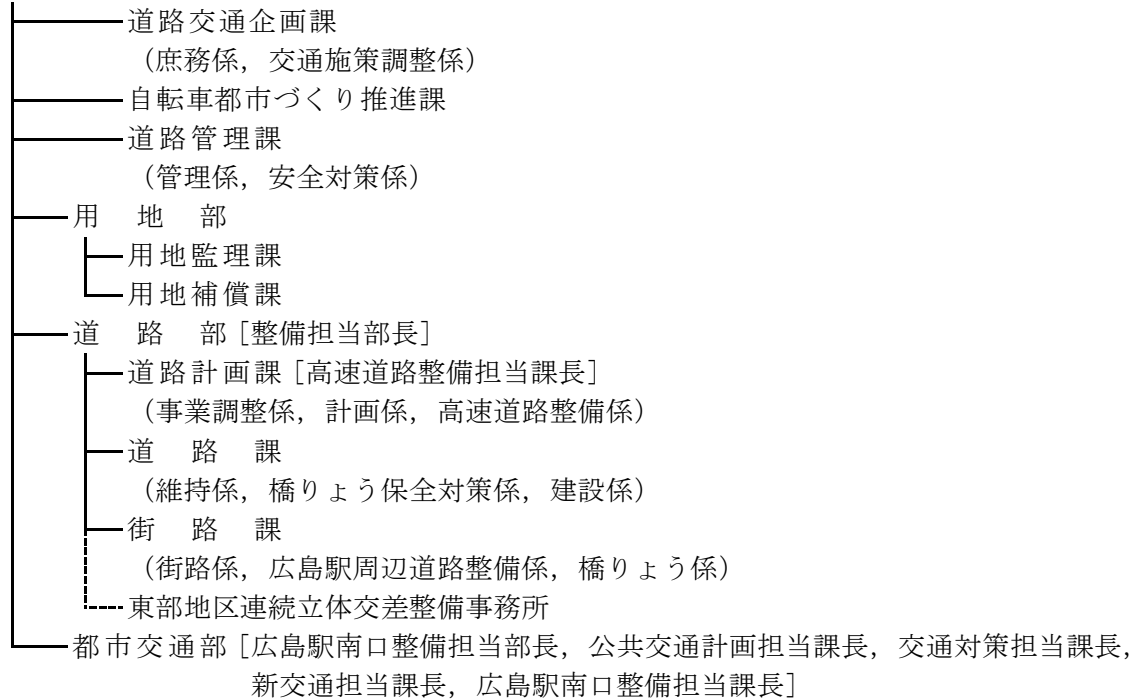 道路交通企画課
（庶務係，交通施策調整係）
自転車都市づくり推進課
道路管理課
（管理係，安全対策係）
用　地　部
用地監理課
用地補償課
道　路　部［整備担当部長］
道路計画課［高速道路整備担当課長］
（事業調整係，計画係，高速道路整備係）
道　路　課
（維持係，橋りょう保全対策係，建設係）
街　路　課
（街路係，広島駅周辺道路整備係，橋りょう係）
東部地区連続立体交差整備事務所
都市交通部［広島駅南口整備担当部長，公共交通計画担当課長，交通対策担当課長，
新交通担当課長，広島駅南口整備担当課長］